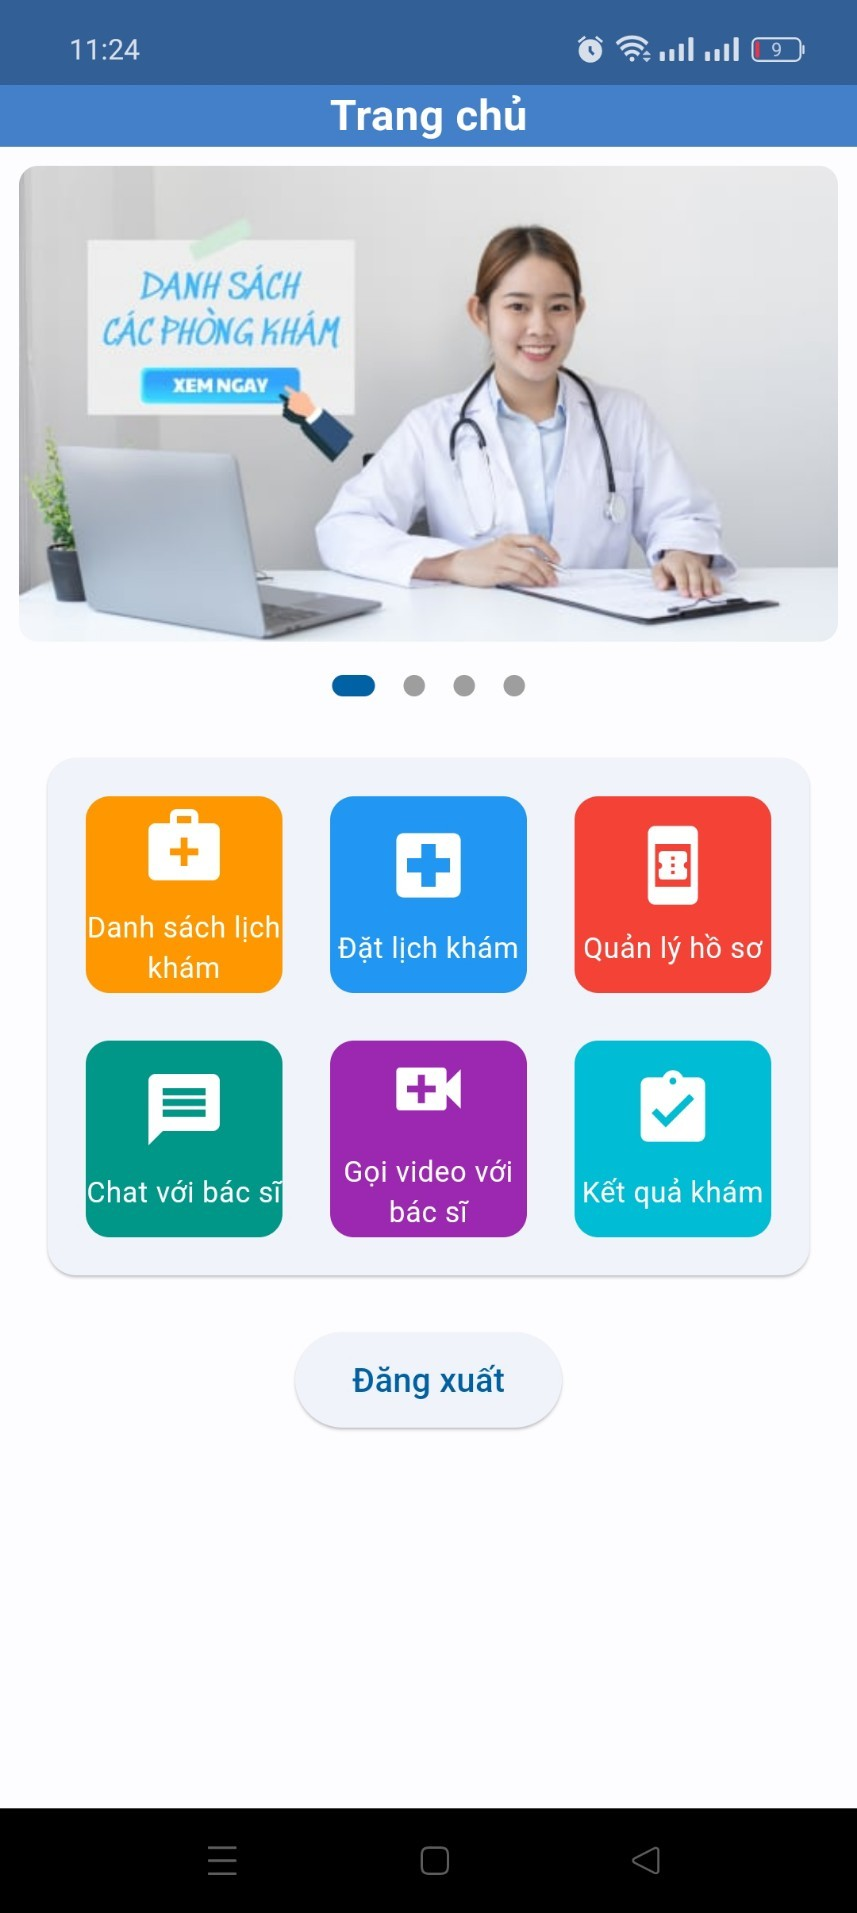 11:24
9
Trang chủ
DANH SÁCH
CÁC PHÒNG KHÁM
XEM NGAY
Danh sách lịch
khám
Đặt lịch khám
Quản lý hồ sơ
Chat với bác sĩ
Gọi video với
bác sĩ
Kết quả khám
Đăng xuất